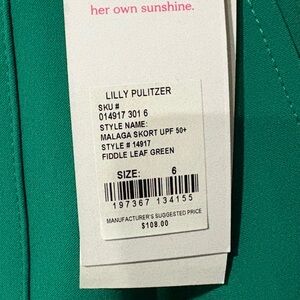 her own sunshine.
LILLY PULITZER
SKU #
014917 301 6
STYLE NAME:
MALAGA SKORT UPF 50+
STYLE # 14917
FIDDLE LEAF GREEN
SIZE: 6
197367 134155
MANUFACTURER'S SUGGESTED PRICE
$108.00